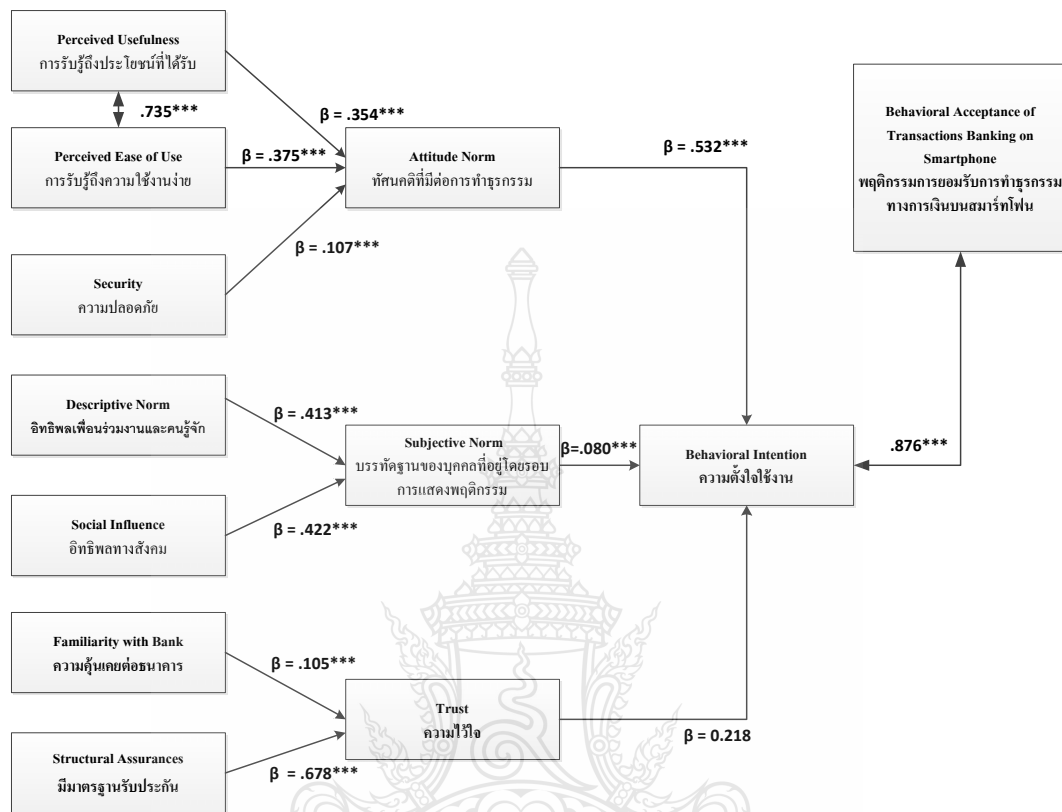 Perceived Usefulness
การรับรู้ถึงประโยชน์ที่ได้รับ
.735***
Perceived Ease of Use
การรับรู้ถึงความใช้งานง่าย
Security
ความปลอดภัย
β = .354***
β = .375***
β = .107***
Attitude Norm
ทัศนคติที่มีต่อการทำธุรกรรม
β = .532***
Behavioral Acceptance of
Transactions Banking on
Smartphone
พฤติกรรมการยอมรับการทำธุรกรรม
ทางการเงินบนสมาร์ทโฟน
Descriptive Norm
อิทธิพลเพื่อนร่วมงานและคนรู้จัก
Social Influence
อิทธิพลทางสังคม
β = .413***
β = .422***
Subjective Norm
บรรทัดฐานของบุคคลที่อยู่โดยรอบ
การแสดงพฤติกรรม
β=.080***
Behavioral Intention
ความตั้งใจใช้งาน
.876***
Familiarity with Bank
ความคุ้นเคยต่อธนาคาร
Structural Assurances
มีมาตรฐานรับประกัน
β = .105***
β = .678***
Trust
ความไว้ใจ
β = 0.218